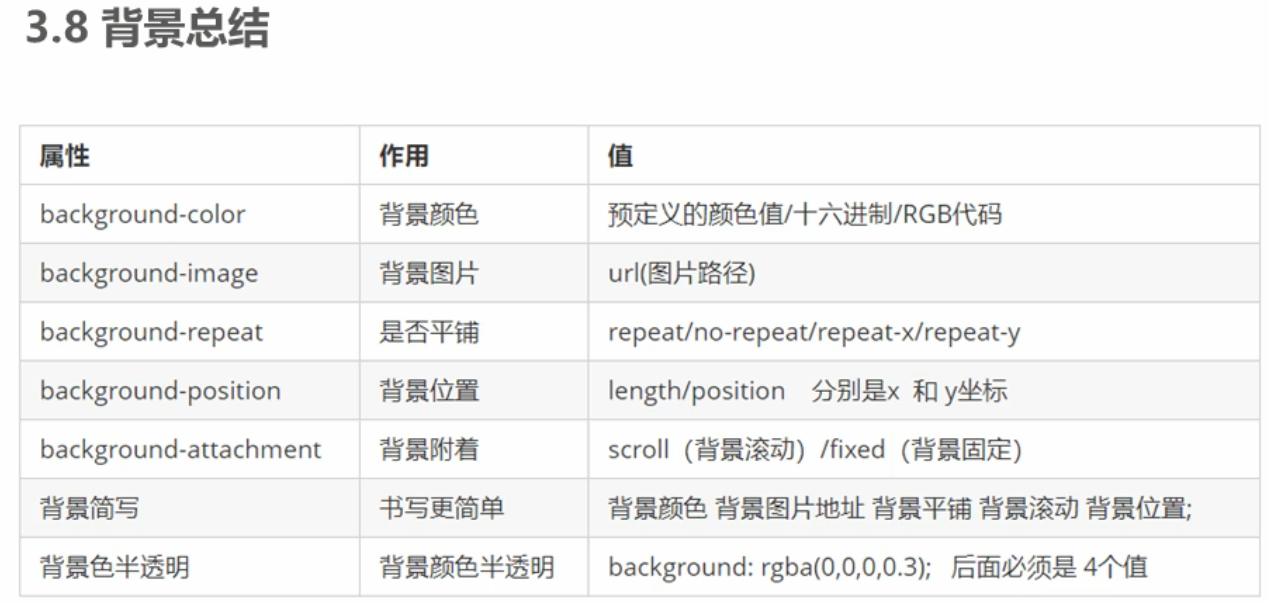 3.8 背景总结
属性 作用 值
background-color 背景颜色 预定义的颜色值/十六进制/RGB代码
background-image 背景图片 url(图片路径)
background-repeat 是否平铺 repeat/no-repeat/repeat-x/repeat-y
background-position 背景位置 length/position 分别是x 和 y坐标
background-attachment 背景附着 scroll（背景滚动）/fixed（背景固定）
背景简写 书写更简单 背景颜色 背景图片地址 背景平铺 背景滚动 背景位置;
背景色半透明 背景颜色半透明 background: rgba(0,0,0,0.3); 后面必须是 4个值